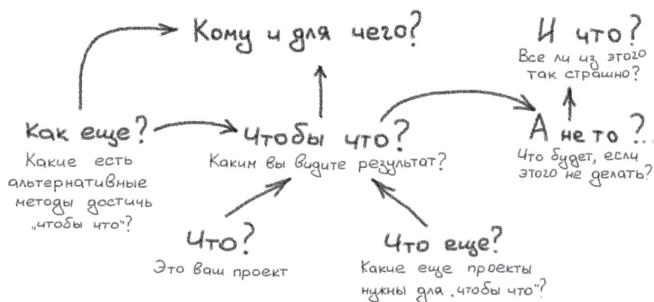 Кому и для чего?
И что?
Все ли из этого
так страшно?
Как еще?
Какие есть
альтернативные
методы достичь
„чтобы что“?
Чтобы что?
Каким вы видите результат?
А не то?..
Что будет, если
этого не делать?
Что?
Это ваш проект
Что еще?
Какие еще проекты
нужны для „чтобы что“?